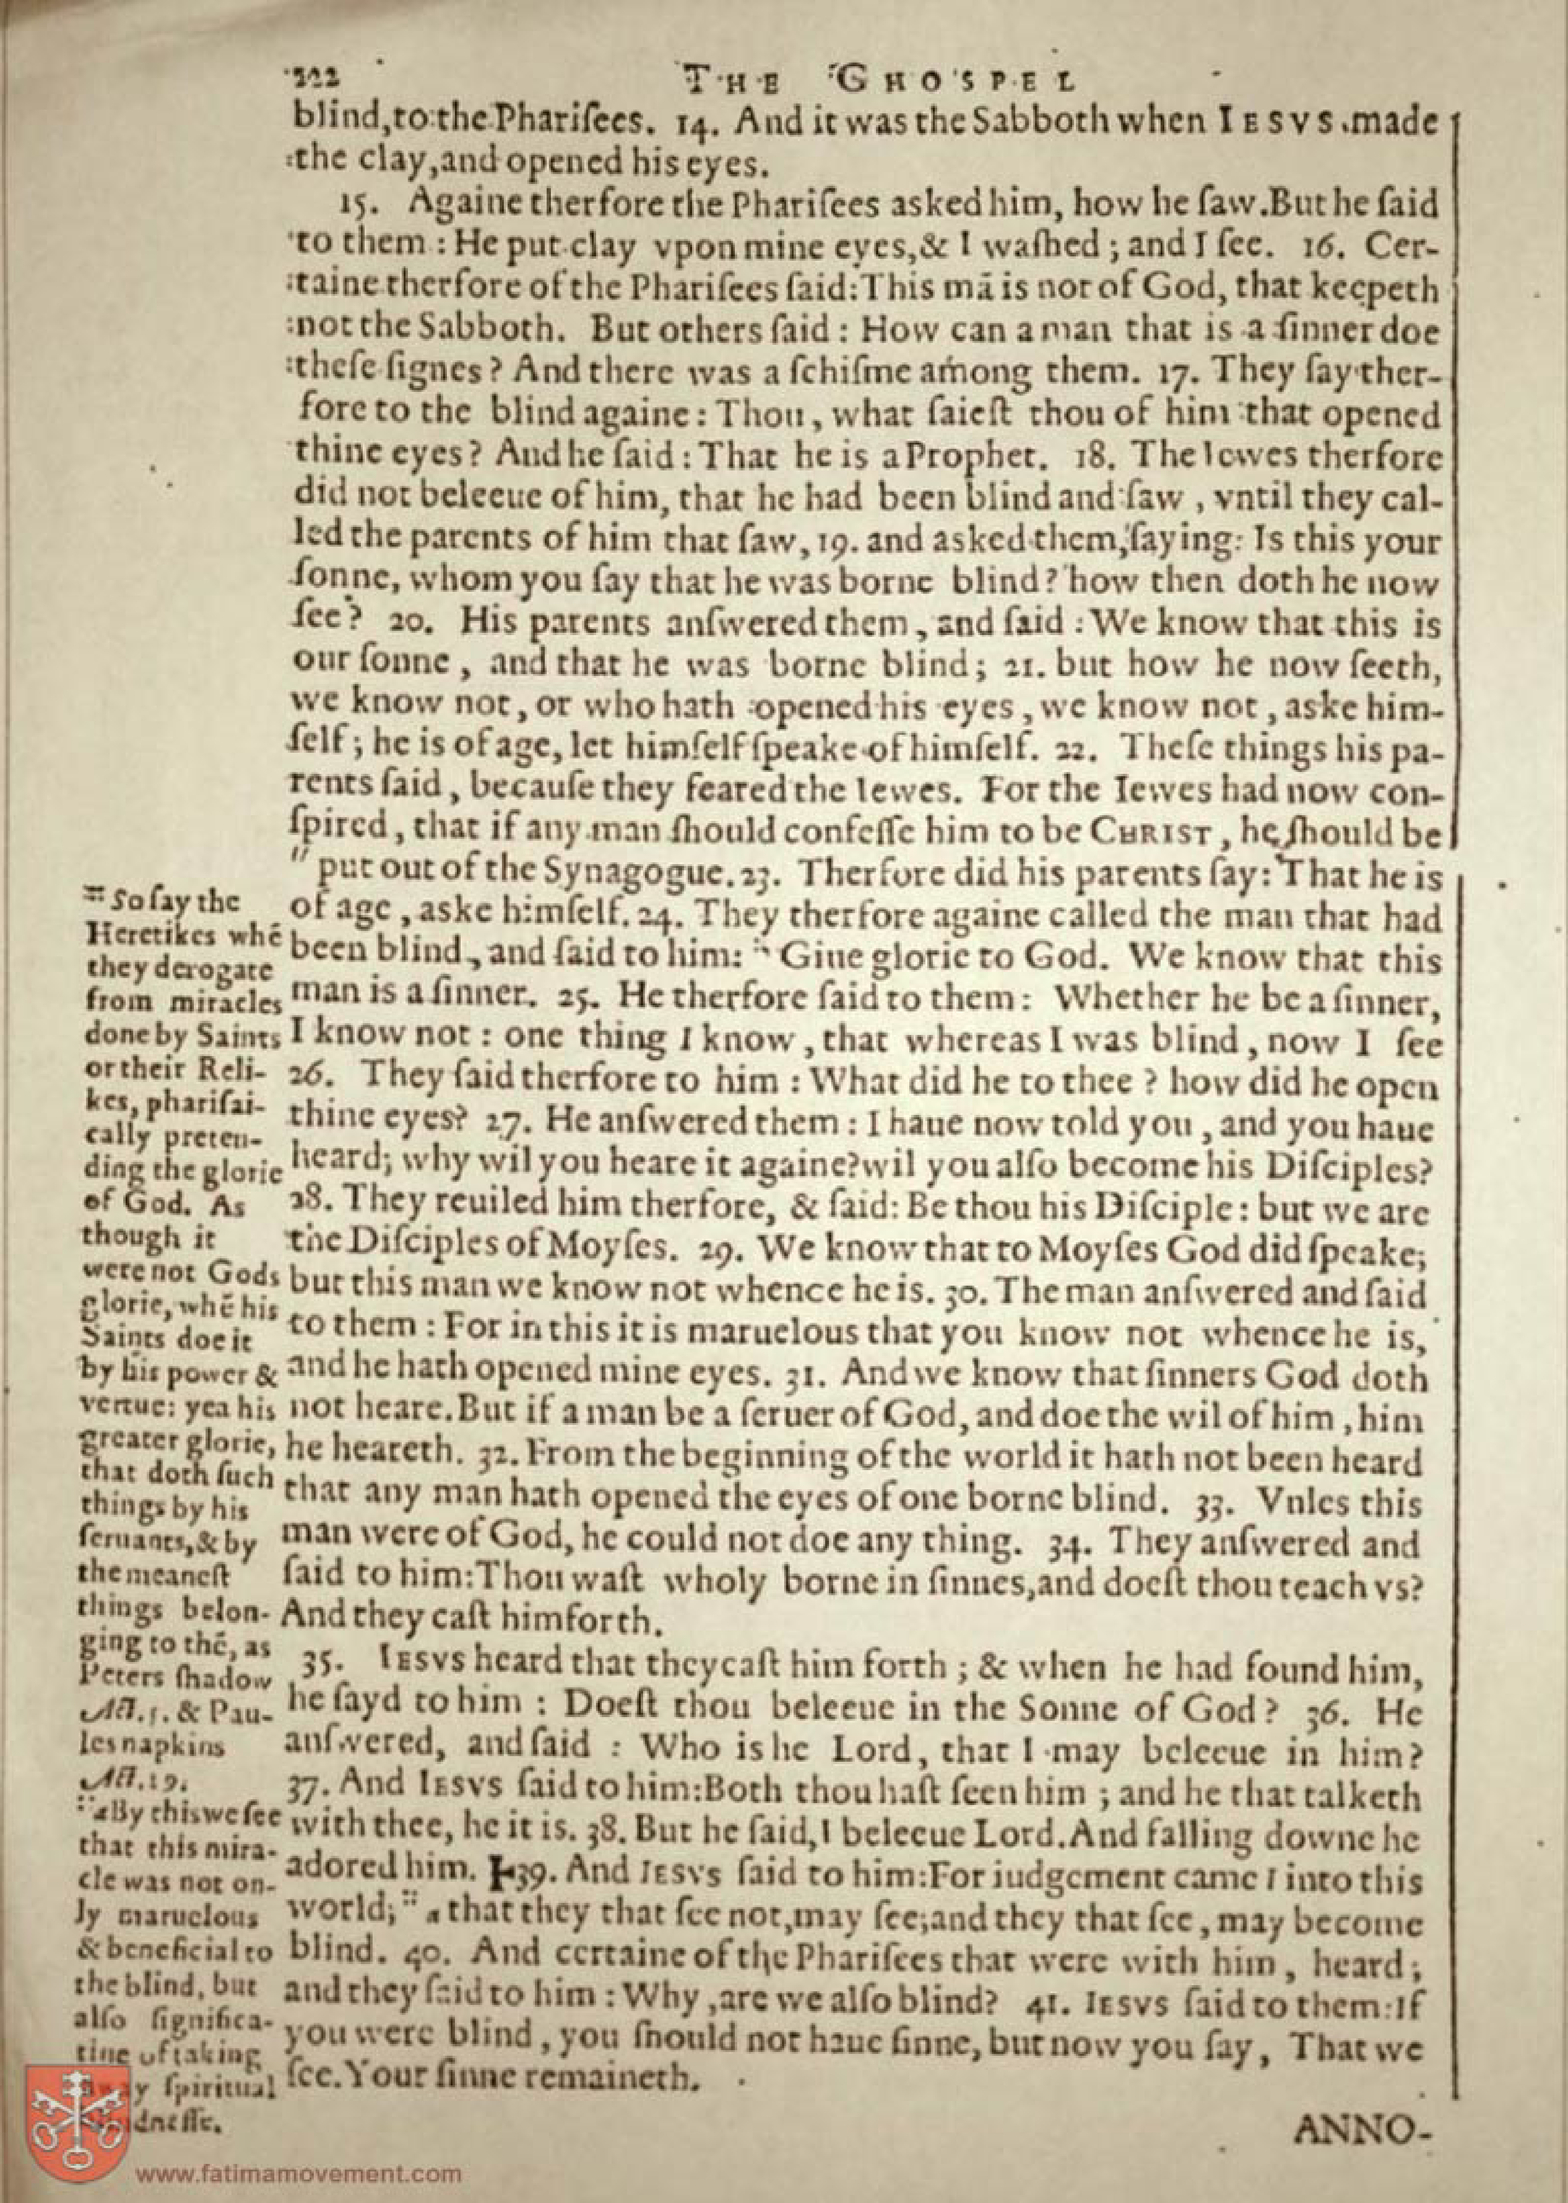 322 THE GHOSPEL
blind, to the Phariſees. 14. And it was the Sabboth when IESVS made
the clay, and opened his eyes.
15. Againe therfore the Phariſees asked him, how he ſaw. But he ſaid
to them : He put clay vpon mine eyes, & I waſhed ; and I ſee. 16. Cer-
taine therfore of the Phariſees ſaid: This mā is not of God, that keepeth
not the Sabboth. But others ſaid : How can a man that is a ſinner doe
theſe ſignes ? And there was a ſchiſme among them. 17. They ſay ther-
fore to the blind againe : Thou, what ſaieſt thou of him that opened
thine eyes ? And he ſaid : That he is a Prophet. 18. The Iewes therfore
did not beleeue of him, that he had been blind and ſaw , vntil they cal-
led the parents of him that ſaw, 19. and asked them, ſaying: Is this your
ſonne, whom you ſay that he was borne blind? how then doth he now
ſee ? 20. His parents anſwered them , and ſaid : We know that this is
our ſonne , and that he was borne blind ; 21. but how he now ſeeth,
we know not , or who hath opened his eyes , we know not , aske him-
ſelf ; he is of age, let himſelf ſpeake of himſelf. 22. Theſe things his pa-
rents ſaid , becauſe they feared the Iewes. For the Iewes had now con-
ſpired , that if any man ſhould confeſſe him to be CHRIST , he ſhould be
" put out of the Synagogue. 23. Therfore did his parents ſay: That he is
of age , aske himſelf. 24. They therfore againe called the man that had
been blind , and ſaid to him: :: Giue glorie to God. We know that this
man is a ſinner. 25. He therfore ſaid to them : Whether he be a ſinner,
I know not : one thing I know , that whereas I was blind , now I ſee
26. They ſaid therfore to him : What did he to thee ? how did he open
thine eyes? 27. He anſwered them : I haue now told you , and you haue
heard; why wil you heare it againe? wil you alſo become his Diſciples?
28. They reuiled him therfore, & ſaid: Be thou his Diſciple : but we are
the Diſciples of Moyſes. 29. We know that to Moyſes God did ſpeake;
but this man we know not whence he is. 30. The man anſwered and ſaid
to them : For in this it is maruelous that you know not whence he is,
and he hath opened mine eyes. 31. And we know that ſinners God doth
not heare. But if a man be a ſeruer of God, and doe the wil of him , him
he heareth. 32. From the beginning of the world it hath not been heard
that any man hath opened the eyes of one borne blind. 33. Vnles this
man were of God, he could not doe any thing. 34. They anſwered and
ſaid to him: Thou waſt wholy borne in ſinnes, and doeſt thou teach vs?
And they caſt him forth.
35. IESVS heard that they caſt him forth ; & when he had found him,
he ſayd to him : Doeſt thou beleeue in the Sonne of God ? 36. He
anſwered, and ſaid : Who is he Lord, that I may beleeue in him?
37. And IESVS ſaid to him: Both thou haſt ſeen him ; and he that talketh
with thee, he it is. 38. But he ſaid, I beleeue Lord. And falling downe he
adored him. 39. And IESVS ſaid to him: For iudgement came I into this
world; :: a that they that ſee not, may ſee; and they that ſee , may become
blind. 40. And certaine of the Phariſees that were with him , heard ;
and they ſaid to him : Why , are we alſo blind? 41. IESVS ſaid to them: If
you were blind , you ſhould not haue ſinne, but now you ſay , That we
ſee. Your ſinne remaineth.
ANNO-
:: So ſay the
Heretikes whē
they derogate
from miracles
done by Saints
or their Reli-
kes, phariſai-
cally preten-
ding the glorie
of God. As
though it
were not Gods
glorie, whē his
Saints doe it
by his power &
vertue: yea his
greater glorie,
that doth ſuch
things by his
ſeruants, & by
the meaneſt
things belon-
ging to thē, as
Peters ſhadow
Act. 5. & Pau-
les napkins
Act. 19.
:: a By this we ſee
that this mira-
cle was not on-
ly maruelous
& beneficial to
the blind, but
alſo ſignifica-
tiue of taking
away ſpiritual
blindneſſe.
www.fatimamovement.com